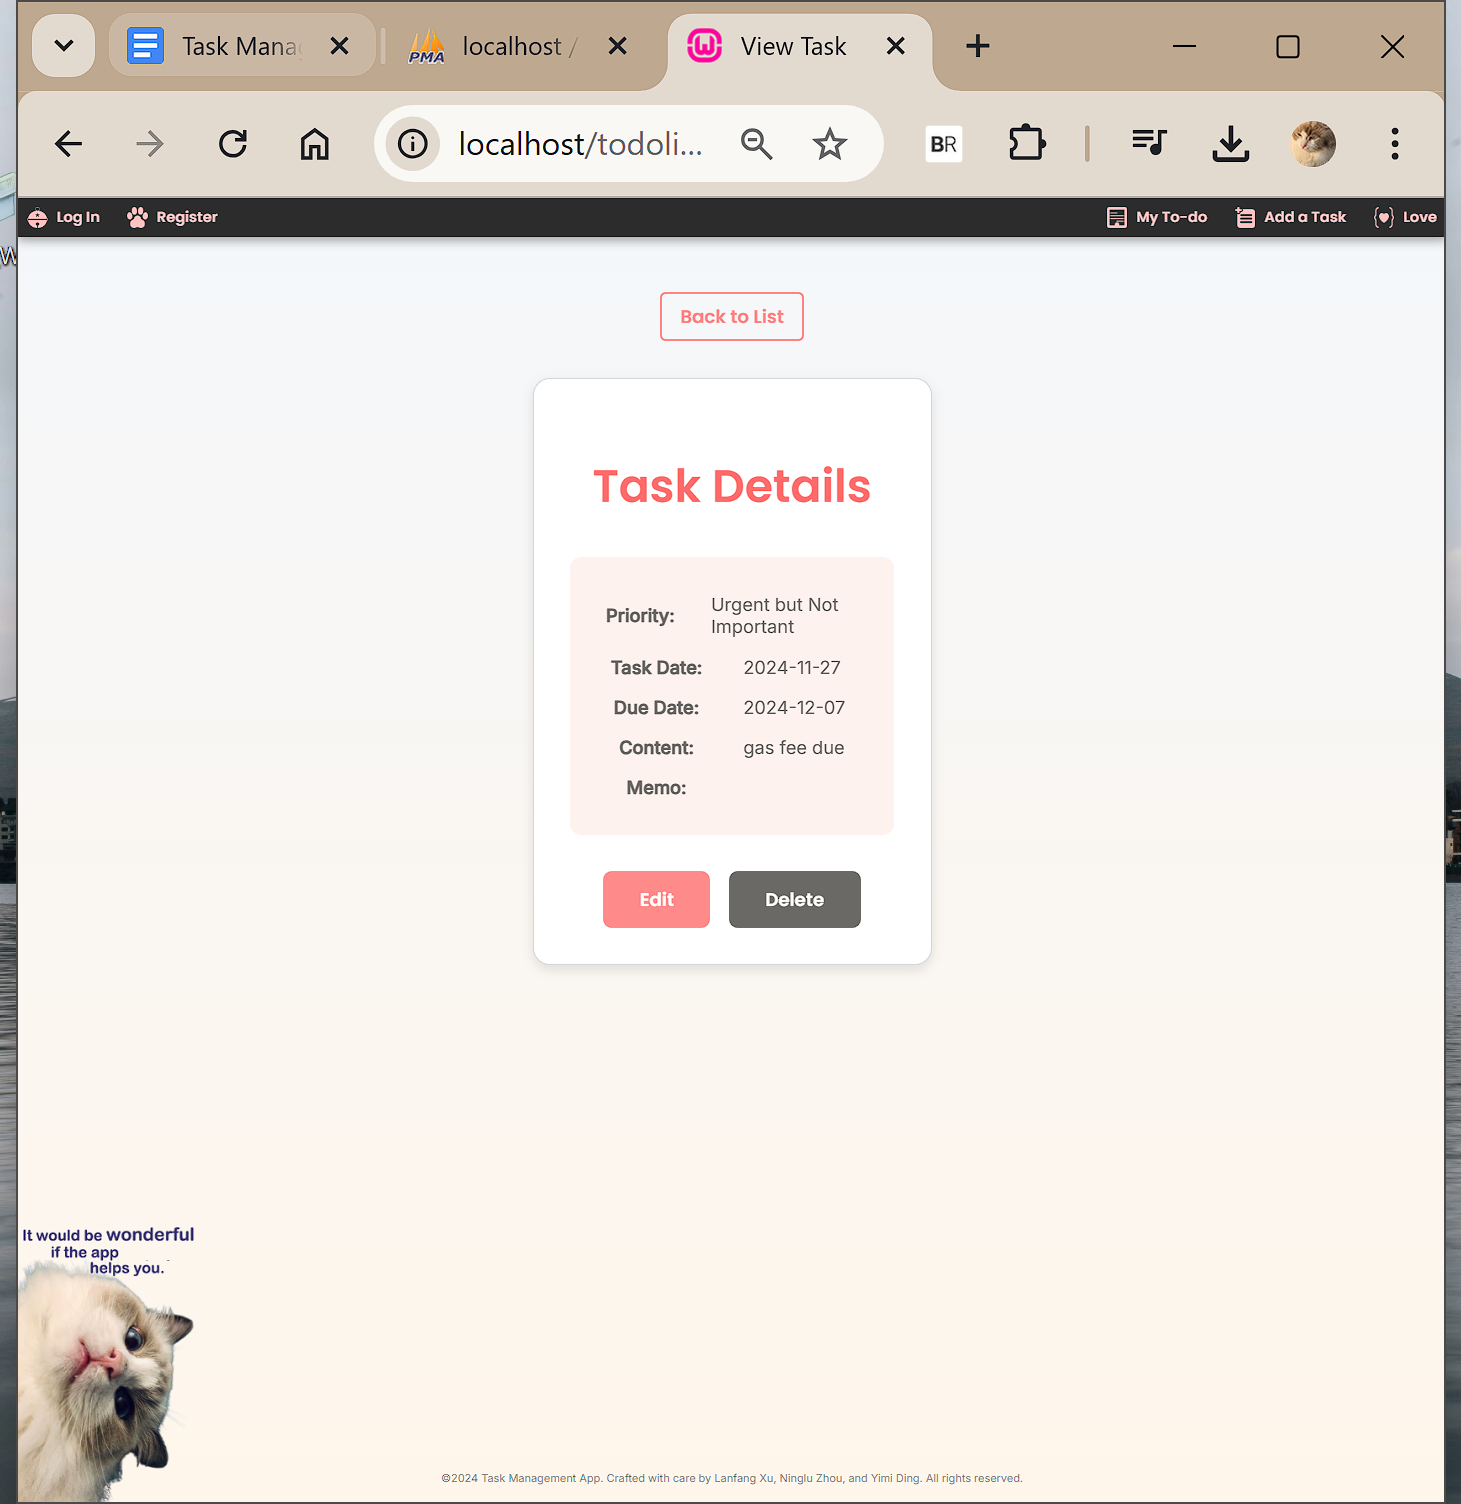 Task Mana
PMA
localhost /
View Task
localhost/todoli...
BR
Log In
Register
My To-do
Add a Task
Love
Back to List
Task Details
Priority:
Urgent but Not
Important
Task Date:
2024-11-27
Due Date:
2024-12-07
Content:
gas fee due
Memo:
Edit
Delete
It would be wonderful
if the app
helps you.
©2024 Task Management App. Crafted with care by Lanfang Xu, Ninglu Zhou, and Yimi Ding. All rights reserved.